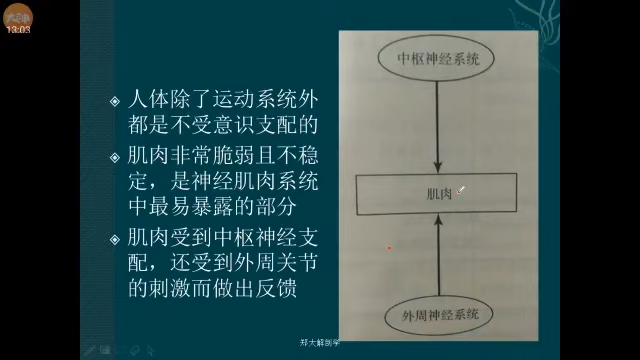 13:03
人体除了运动系统外
都是不受意识支配的
肌肉非常脆弱且不稳
定，是神经肌肉系统
中最易暴露的部分
肌肉受到中枢神经支
配，还受到外周关节
的刺激而做出反馈
中枢神经系统
肌肉
外周神经系统
郑大解剖学